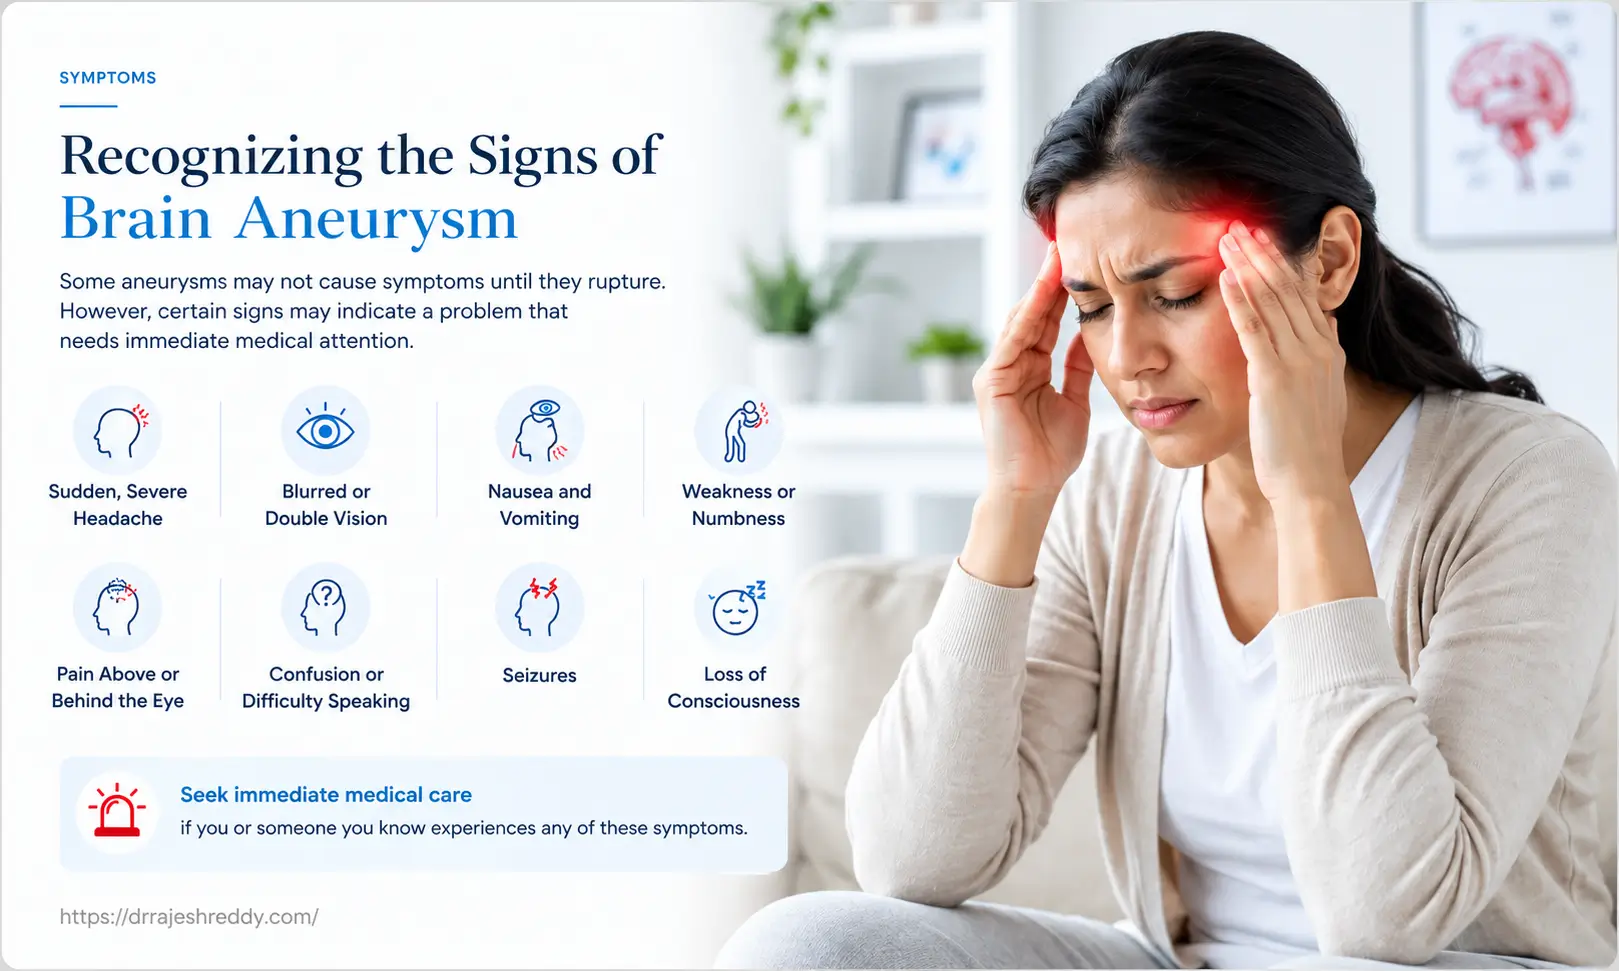 SYMPTOMS
Recognizing the Signs of
Brain Aneurysm
Some aneurysms may not cause symptoms until they rupture.
However, certain signs may indicate a problem that
needs immediate medical attention.
Sudden, Severe
Headache
Blurred or
Double Vision
Nausea and
Vomiting
Weakness or
Numbness
Pain Above or
Behind the Eye
Confusion or
Difficulty Speaking
Seizures
Loss of
Consciousness
Seek immediate medical care
if you or someone you know experiences any of these symptoms.
https://drrajeshreddy.com/